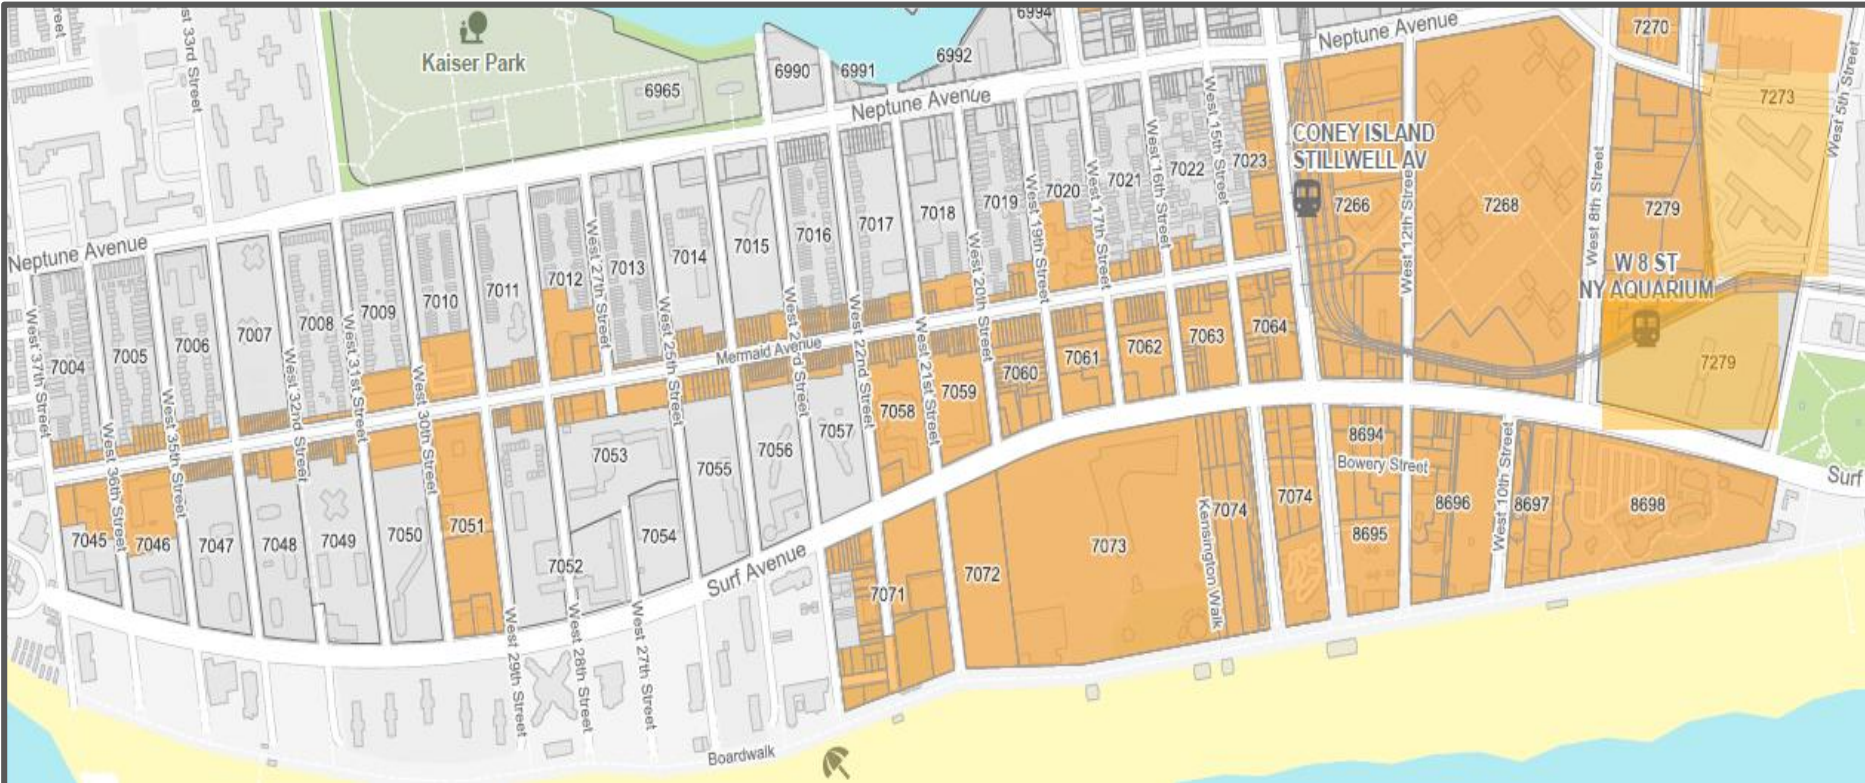 6994
Neptune Avenue
7270
st 33rd Street
Kaiser Park
6992
6990
6991
6965
Neptune Avenue
7273
West 5th Street
West 15th Street
CONEY ISLAND
STILLWELL AV
West 16th Street
7023
7022
7021
7020
West 17th Street
West 19th Street
7019
7018
7017
7016
7015
7014
7013
7012
West 27th Street
7011
7010
7009
7008
7007
7006
7005
7004
Neptune Avenue
7266
West 12th Street
7268
West 8th Street
7279
W 8 ST
NY AQUARIUM
West 20th Street
West 21st Street
West 22nd Street
West 25th Street
Mermaid Avenue
West 30th Street
West 31st Street
West 32nd Street
West 35th Street
West 36th Street
West 37th Street
7064
7063
7062
7061
7060
7059
7058
7057
7056
7055
7053
7279
8694
Bowery Street
Surf
7054
7052
7051
7050
7049
7048
7047
7046
7045
Surf Avenue
7071
7072
7073
Kensington Walk
7074
7074
8695
8696
West 10th Street
8697
8698
West 29th Street
West 28th Street
West 27th Street
Boardwalk